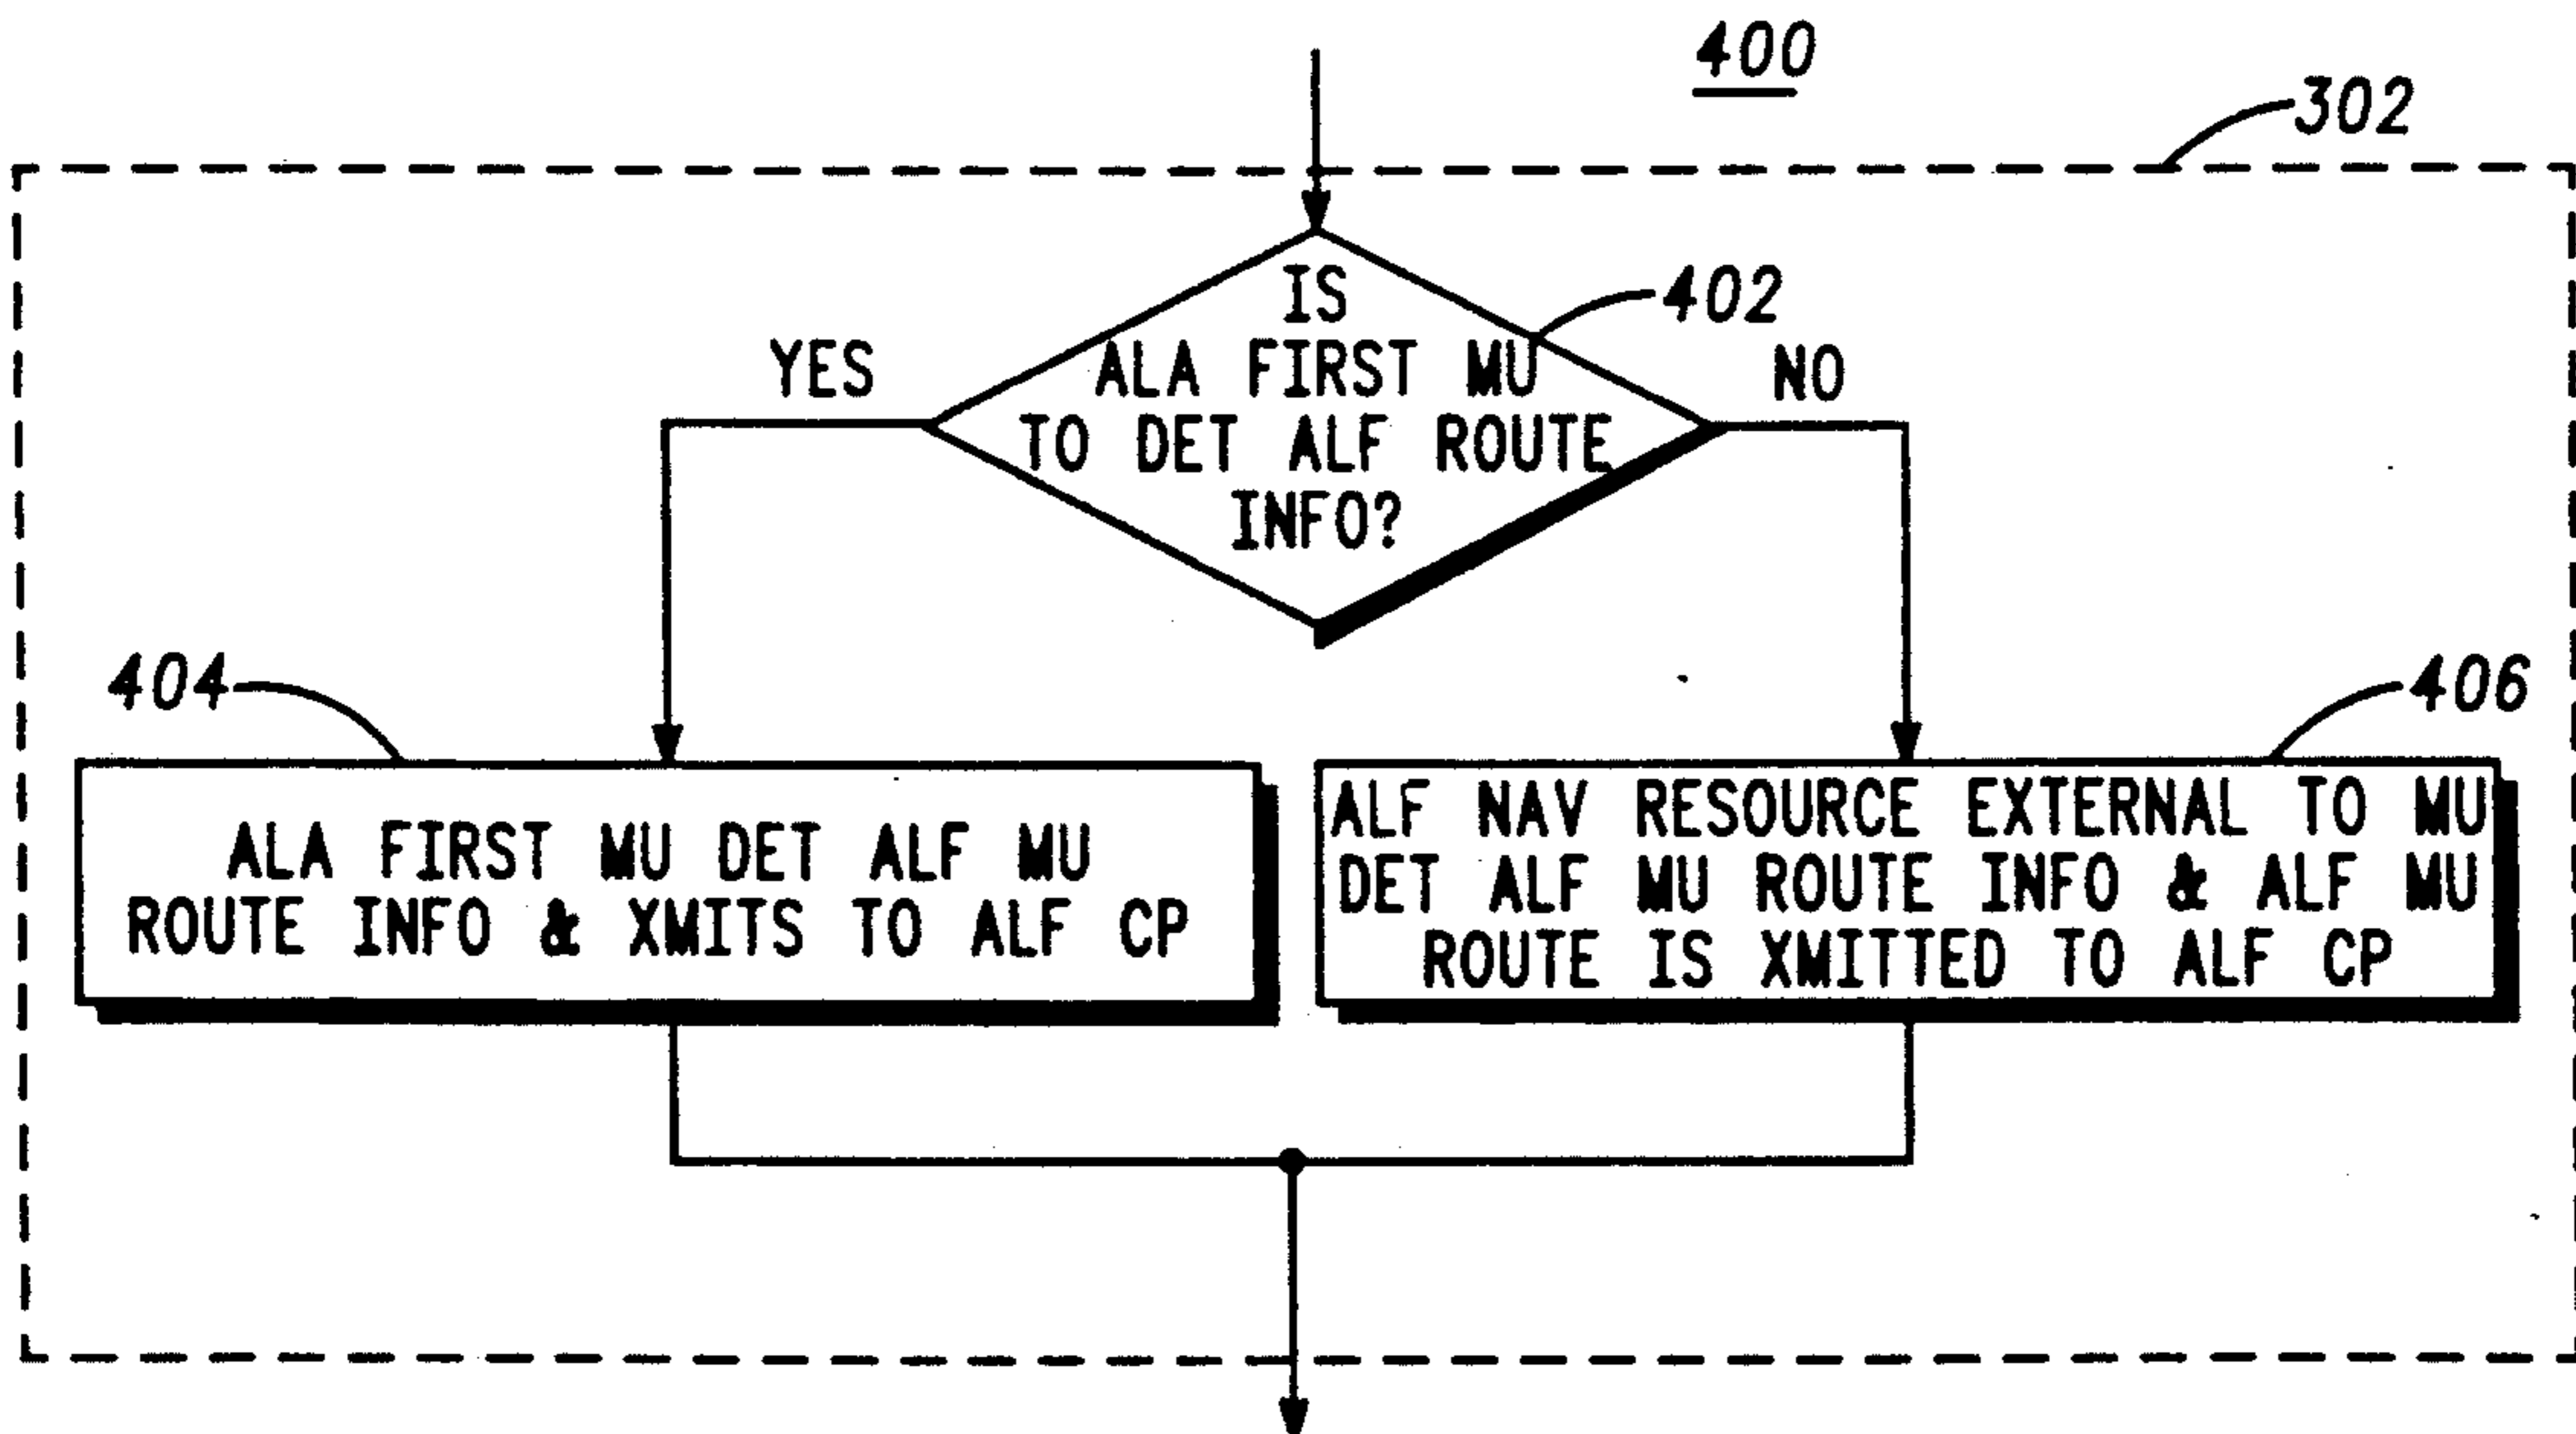 400
302
IS
ALA FIRST MU
TO DET ALF ROUTE
INFO?
402
YES
NO
404
406
ALA FIRST MU DET ALF MU
ROUTE INFO & XMITS TO ALF CP
ALF NAV RESOURCE EXTERNAL TO MU
DET ALF MU ROUTE INFO & ALF MU
ROUTE IS XMITTED TO ALF CP